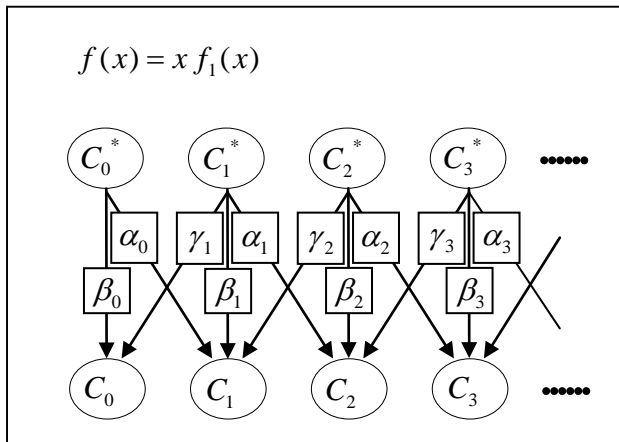 f(x) = x f₁(x)
C₀* C₁* C₂* C₃* ••••••
α₀ γ₁ α₁ γ₂ α₂ γ₃ α₃
β₀ β₁ β₂ β₃
C₀ C₁ C₂ C₃ ••••••